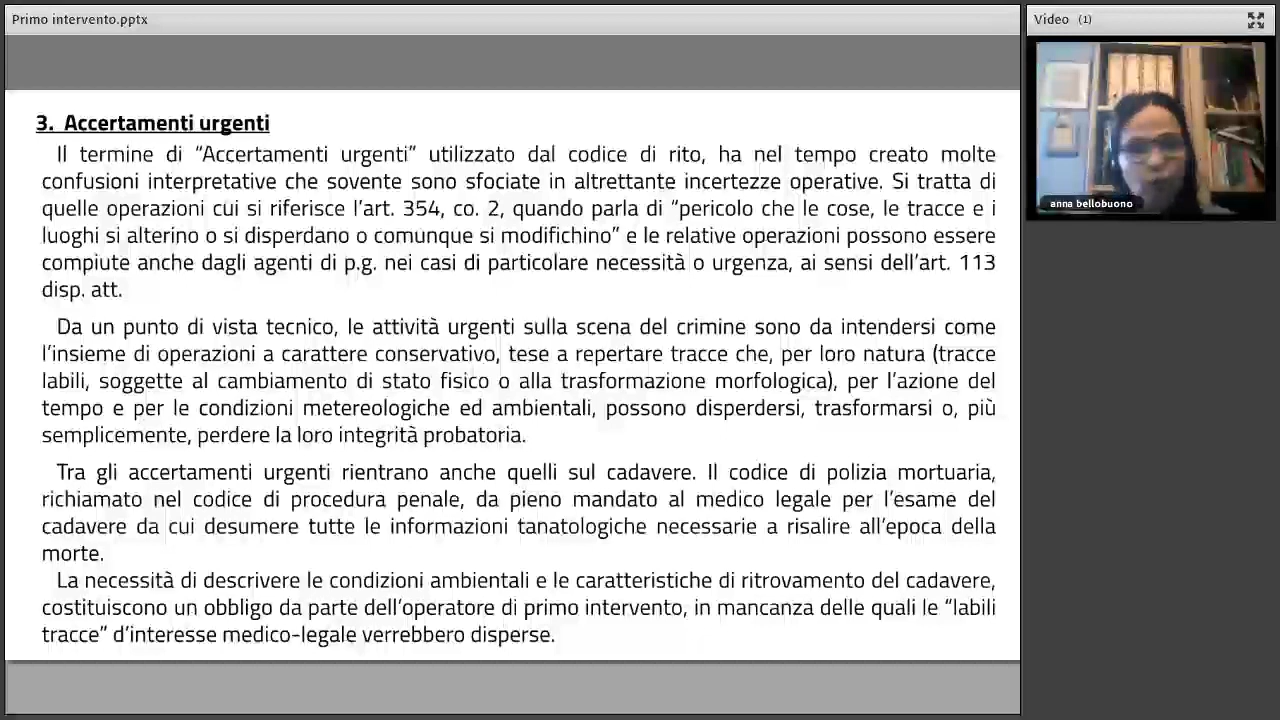 Primo intervento.pptx
Video (1)
anna bellobuono
3. Accertamenti urgenti
Il termine di “Accertamenti urgenti” utilizzato dal codice di rito, ha nel tempo creato molte
confusioni interpretative che sovente sono sfociate in altrettante incertezze operative. Si tratta di
quelle operazioni cui si riferisce l’art. 354, co. 2, quando parla di “pericolo che le cose, le tracce e i
luoghi si alterino o si disperdano o comunque si modifichino” e le relative operazioni possono essere
compiute anche dagli agenti di p.g. nei casi di particolare necessità o urgenza, ai sensi dell’art. 113
disp. att.
Da un punto di vista tecnico, le attività urgenti sulla scena del crimine sono da intendersi come
l’insieme di operazioni a carattere conservativo, tese a repertare tracce che, per loro natura (tracce
labili, soggette al cambiamento di stato fisico o alla trasformazione morfologica), per l’azione del
tempo e per le condizioni metereologiche ed ambientali, possono disperdersi, trasformarsi o, più
semplicemente, perdere la loro integrità probatoria.
Tra gli accertamenti urgenti rientrano anche quelli sul cadavere. Il codice di polizia mortuaria,
richiamato nel codice di procedura penale, da pieno mandato al medico legale per l’esame del
cadavere da cui desumere tutte le informazioni tanatologiche necessarie a risalire all’epoca della
morte.
La necessità di descrivere le condizioni ambientali e le caratteristiche di ritrovamento del cadavere,
costituiscono un obbligo da parte dell’operatore di primo intervento, in mancanza delle quali le “labili
tracce” d’interesse medico-legale verrebbero disperse.